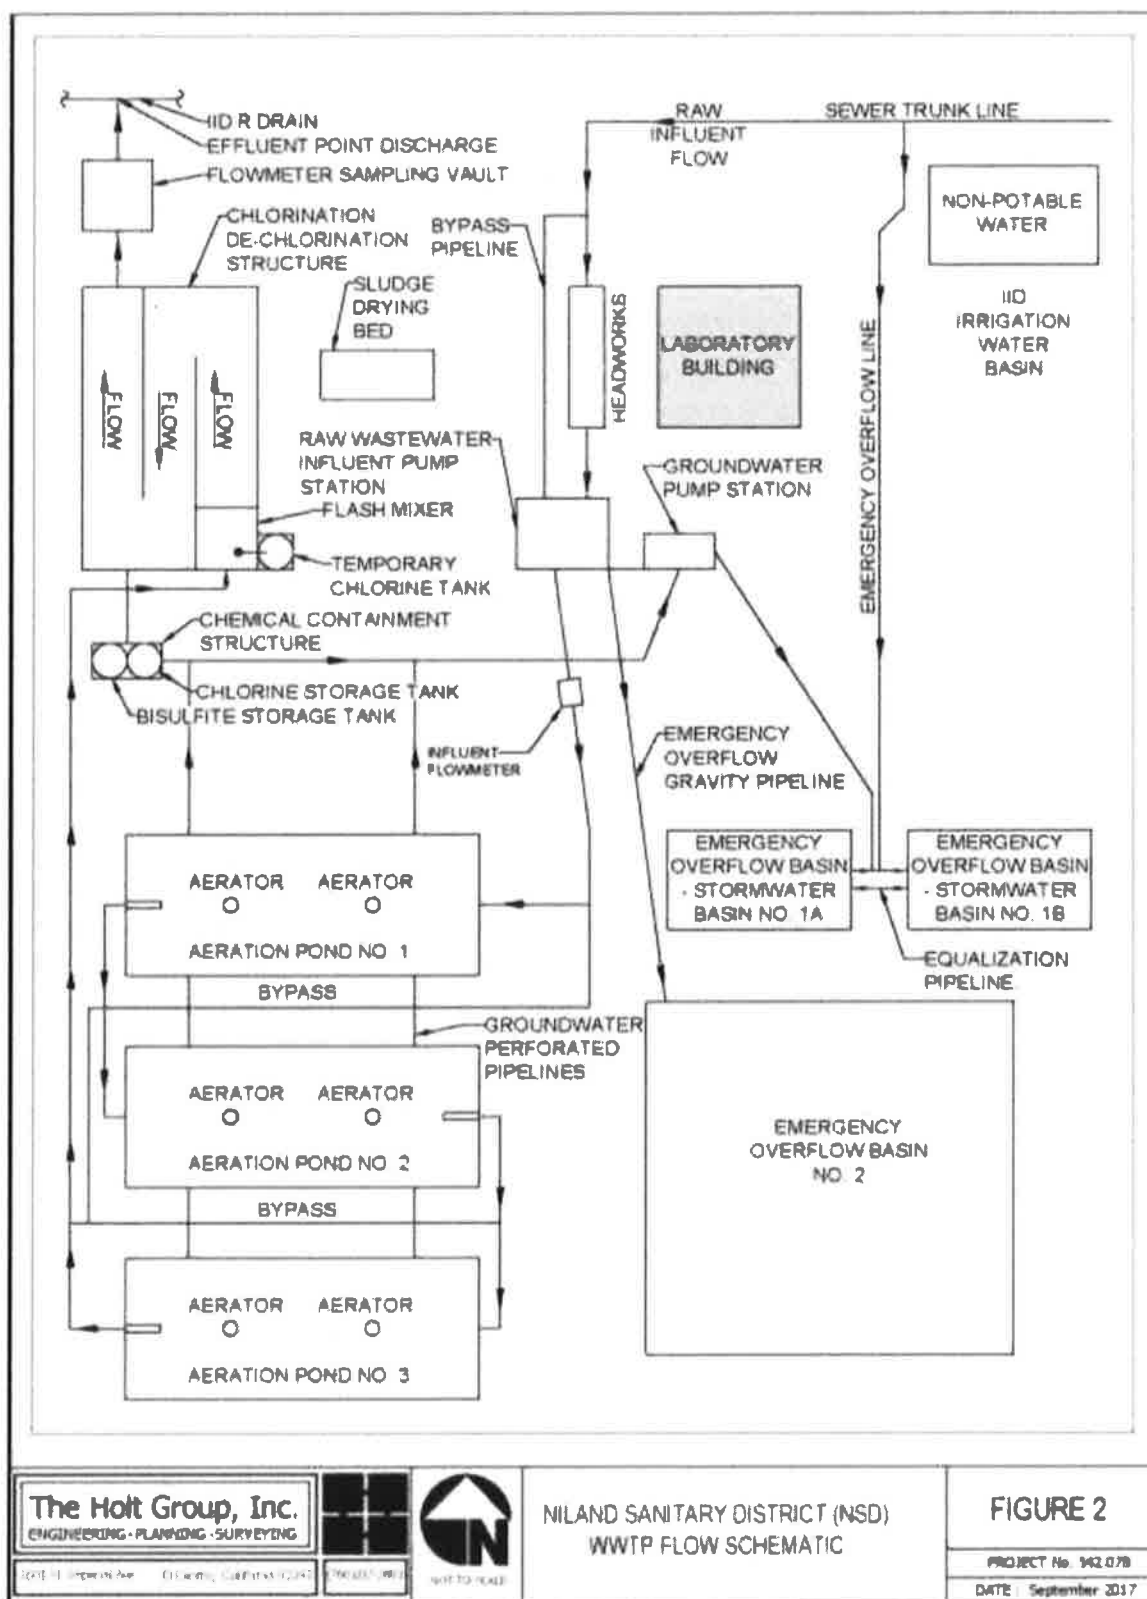 IID R DRAIN
EFFLUENT POINT DISCHARGE
FLOWMETER SAMPLING VAULT
CHLORINATION
DE-CHLORINATION
STRUCTURE
SLUDGE
DRYING
BED
FLOW
FLOW
FLOW
RAW
INFLUENT
FLOW
SEWER TRUNK LINE
BYPASS
PIPELINE
HEADWORKS
LABORATORY
BUILDING
NON-POTABLE
WATER
IID
IRRIGATION
WATER
BASIN
EMERGENCY OVERFLOW LINE
RAW WASTEWATER
INFLUENT PUMP
STATION
FLASH MIXER
TEMPORARY
CHLORINE TANK
GROUNDWATER
PUMP STATION
CHEMICAL CONTAINMENT
STRUCTURE
CHLORINE STORAGE TANK
BISULFITE STORAGE TANK
INFLUENT
FLOWMETER
EMERGENCY
OVERFLOW
GRAVITY PIPELINE
EMERGENCY
OVERFLOW BASIN
- STORMWATER
BASIN NO. 1A
EMERGENCY
OVERFLOW BASIN
- STORMWATER
BASIN NO. 1B
EQUALIZATION
PIPELINE
AERATOR AERATOR
AERATION POND NO. 1
BYPASS
GROUNDWATER
PERFORATED
PIPELINES
AERATOR AERATOR
AERATION POND NO. 2
BYPASS
AERATOR AERATOR
AERATION POND NO. 3
EMERGENCY
OVERFLOW BASIN
NO. 2
The Holt Group, Inc.
ENGINEERING - PLANNING - SURVEYING
N
NOT TO SCALE
NILAND SANITARY DISTRICT (NSD)
WWTP FLOW SCHEMATIC
FIGURE 2
PROJECT No. 542.078
DATE : September 2017